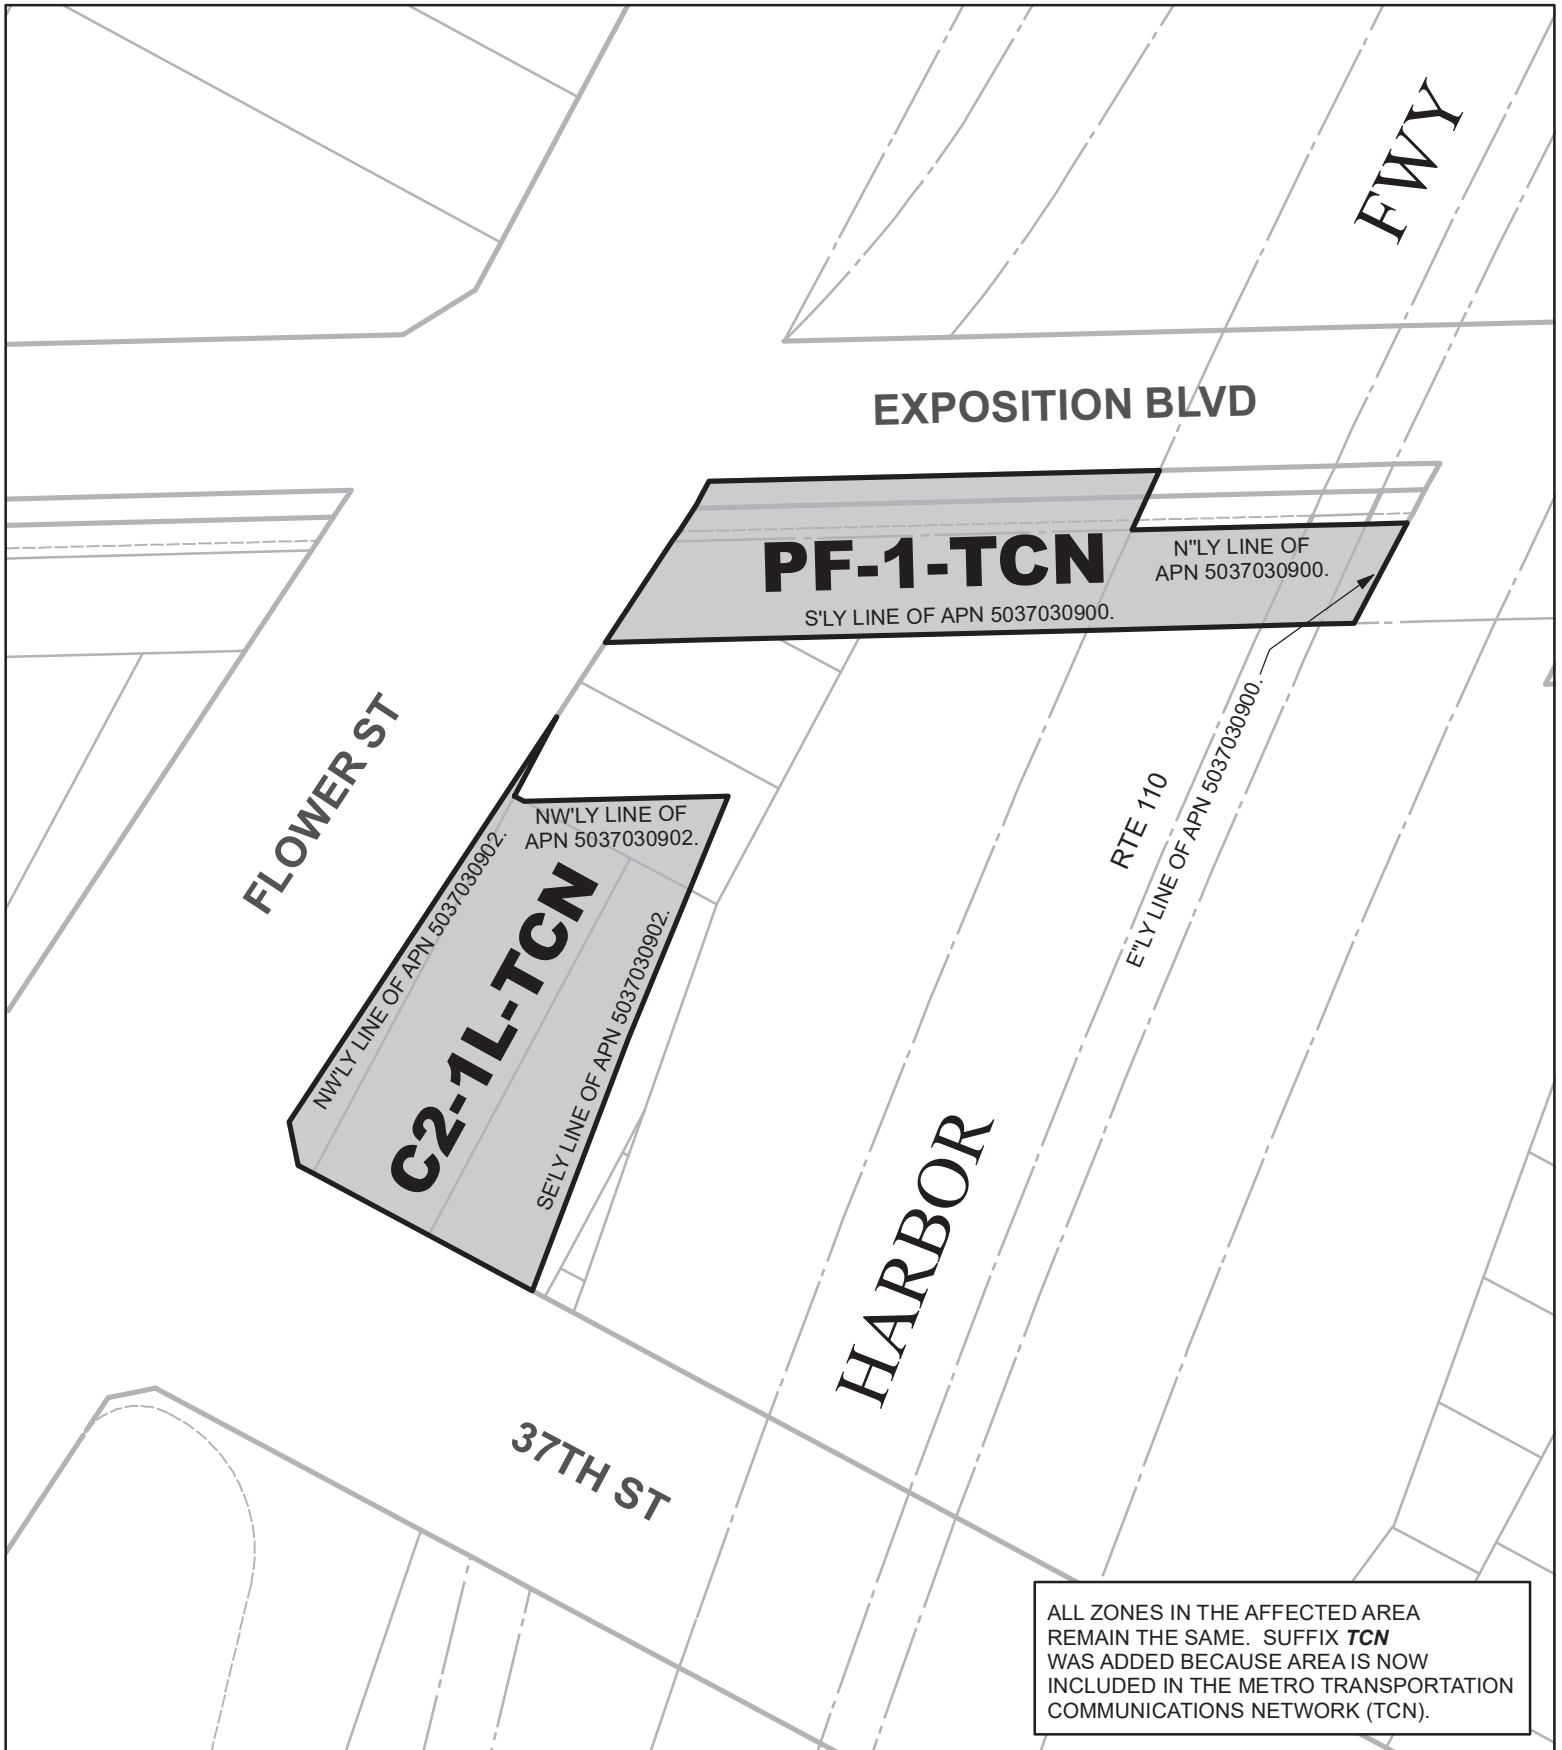 FWY
EXPOSITION BLVD
PF-1-TCN
N"LY LINE OF
APN 5037030900.
S'LY LINE OF APN 5037030900.
FLOWER ST
NW'LY LINE OF
APN 5037030902.
NW'LY LINE OF APN 5037030902.
C2-1L-TCN
SE'LY LINE OF APN 5037030902.
RTE 110
E"LY LINE OF APN 5037030900.
HARBOR
37TH ST
ALL ZONES IN THE AFFECTED AREA
REMAIN THE SAME. SUFFIX TCN
WAS ADDED BECAUSE AREA IS NOW
INCLUDED IN THE METRO TRANSPORTATION
COMMUNICATIONS NETWORK (TCN).